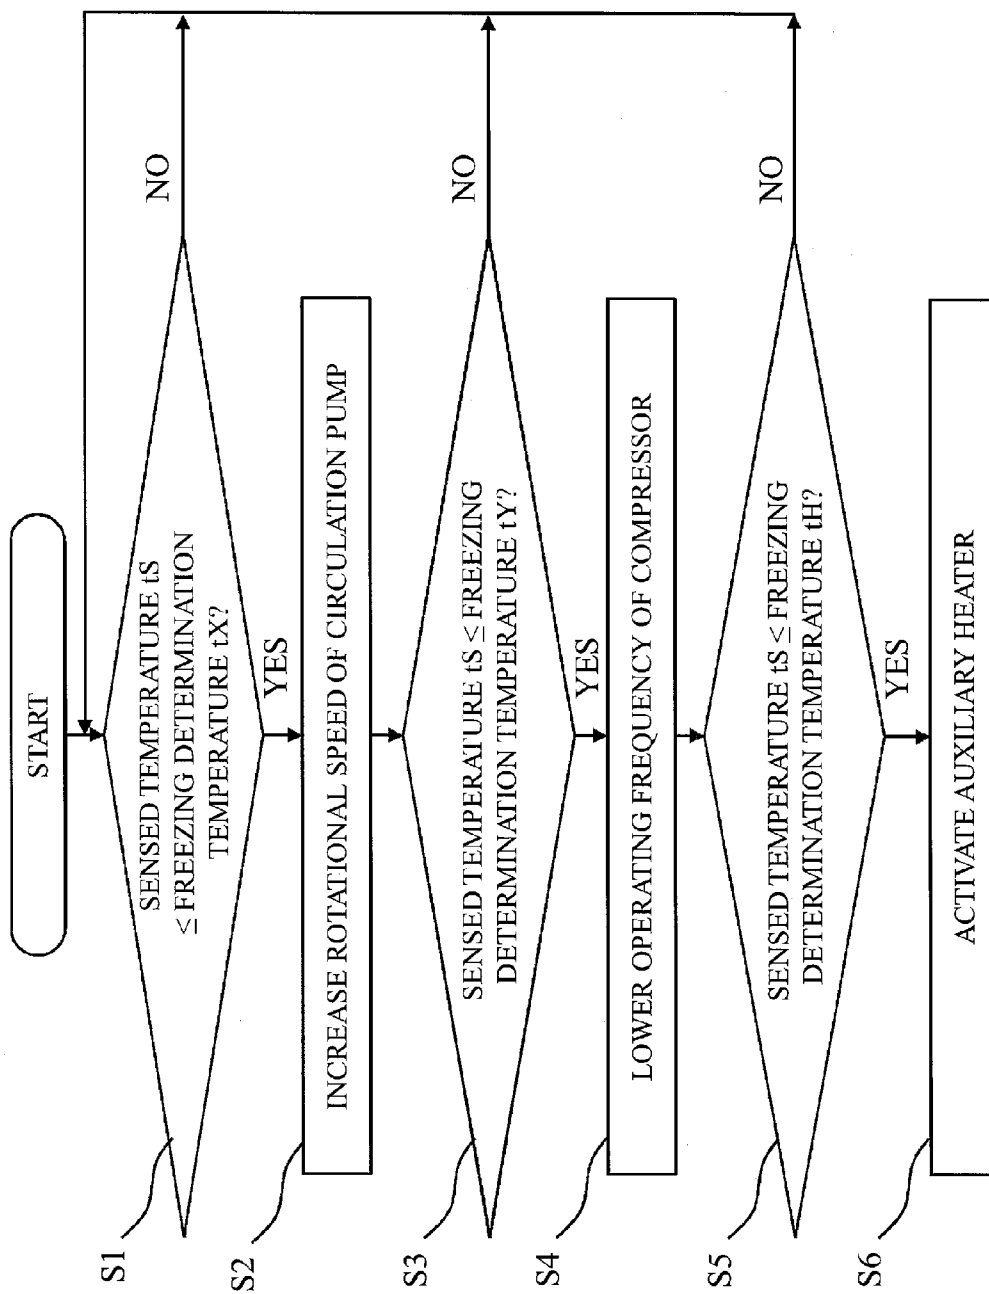 START
S1
SENSED TEMPERATURE tS
≤ FREEZING DETERMINATION
TEMPERATURE tX?
NO
YES
S2
INCREASE ROTATIONAL SPEED OF CIRCULATION PUMP
S3
SENSED TEMPERATURE tS ≤ FREEZING
DETERMINATION TEMPERATURE tY?
NO
YES
S4
LOWER OPERATING FREQUENCY OF COMPRESSOR
S5
SENSED TEMPERATURE tS ≤ FREEZING
DETERMINATION TEMPERATURE tH?
NO
YES
S6
ACTIVATE AUXILIARY HEATER